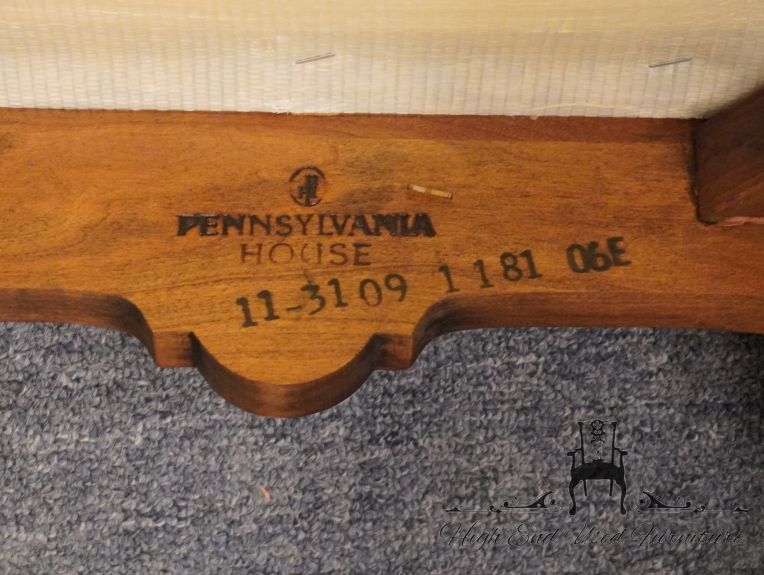 PENNSYLVANIA
HOUSE
11-3109 1181 06E
High End Used Furniture